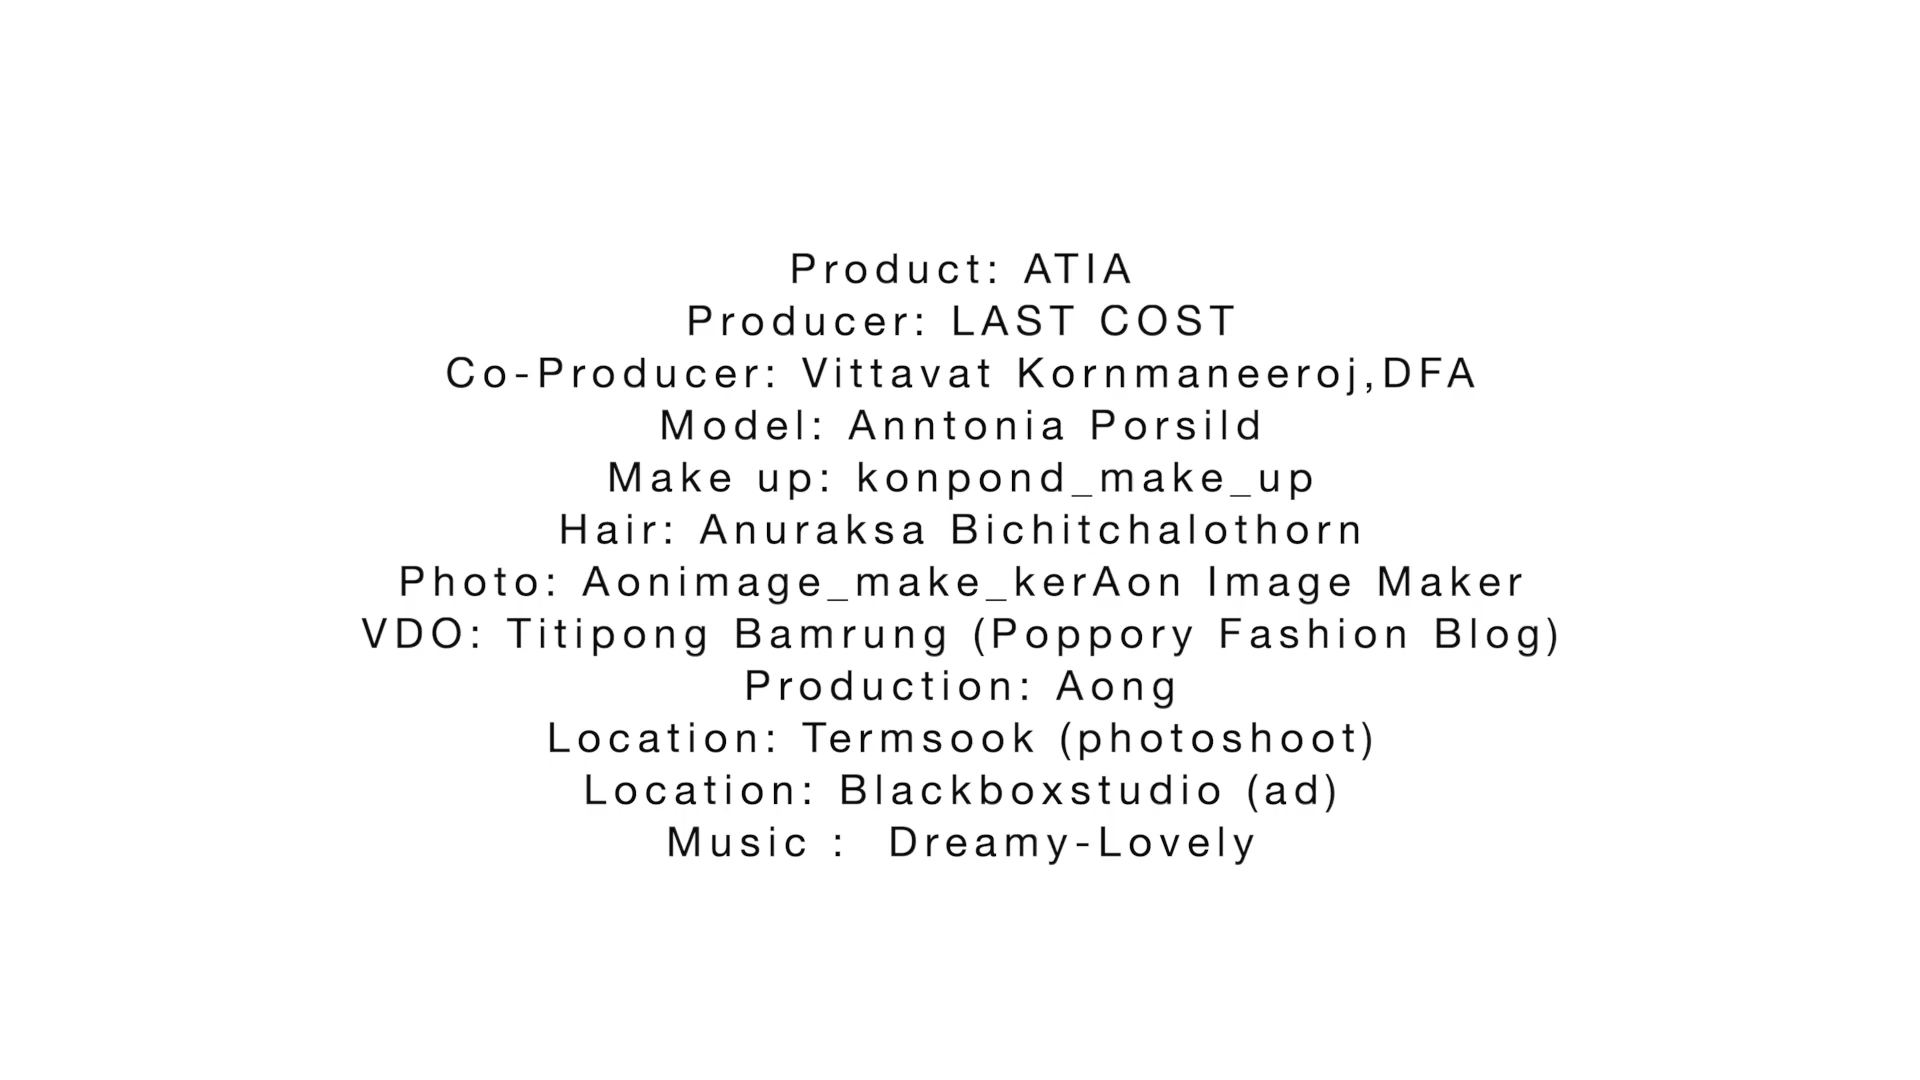 Product: ATIA
Producer: LAST COST
Co-Producer: Vittavat Kornmaneeroj,DFA
Model: Anntonia Porsild
Make up: konpond_make_up
Hair: Anuraksa Bichitchalothorn
Photo: Aonimage_make_kerAon Image Maker
VDO: Titipong Bamrung (Poppory Fashion Blog)
Production: Aong
Location: Termsook (photoshoot)
Location: Blackboxstudio (ad)
Music :  Dreamy-Lovely